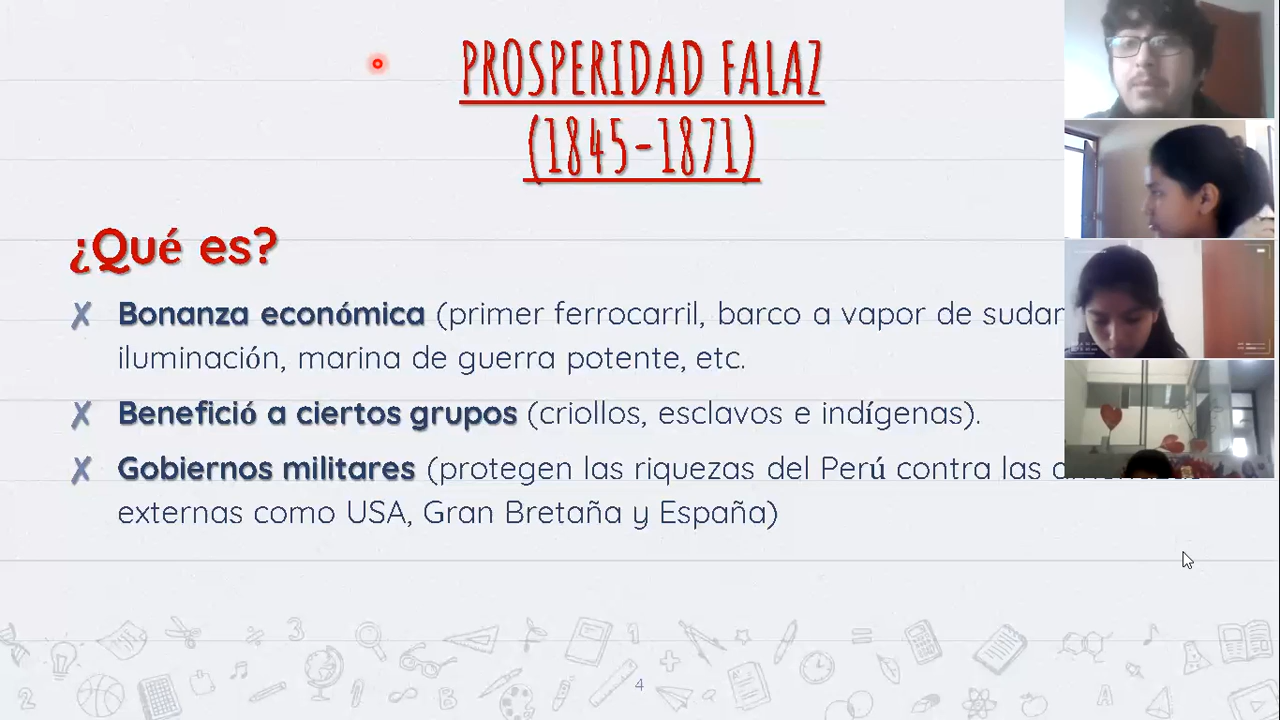 PROSPERIDAD FALAZ
(1845-1871)
¿Qué es?
✗ Bonanza económica (primer ferrocarril, barco a vapor de
iluminación, marina de guerra potente, etc.
✗ Benefició a ciertos grupos (criollos, esclavos e indígenas).
✗ Gobiernos militares (protegen las riquezas del Perú contra las
externas como USA, Gran Bretaña y España)
4